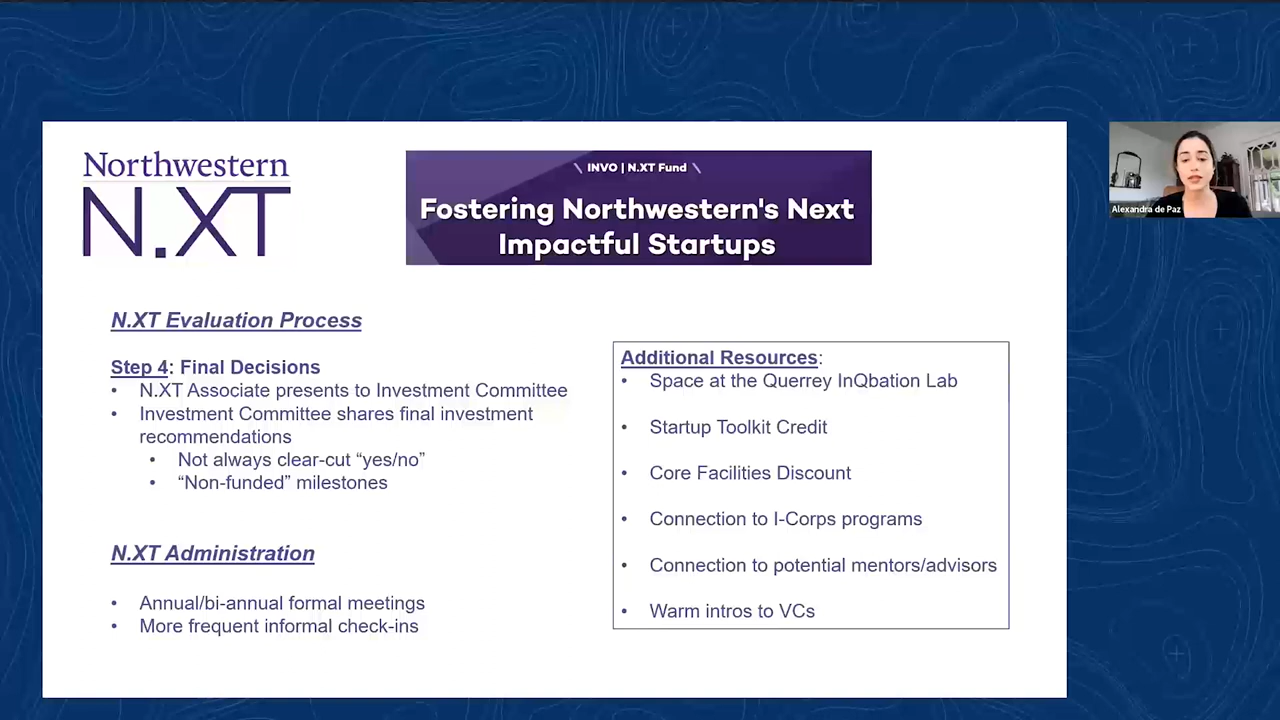 Northwestern
N.XT
\ INVO | N.XT Fund \
Fostering Northwestern's Next
Impactful Startups
N.XT Evaluation Process
Step 4: Final Decisions
• N.XT Associate presents to Investment Committee
• Investment Committee shares final investment
recommendations
• Not always clear-cut “yes/no”
• “Non-funded” milestones
N.XT Administration
• Annual/bi-annual formal meetings
• More frequent informal check-ins
Additional Resources:
• Space at the Querrey InQbation Lab
• Startup Toolkit Credit
• Core Facilities Discount
• Connection to I-Corps programs
• Connection to potential mentors/advisors
• Warm intros to VCs
Alexandra de Paz